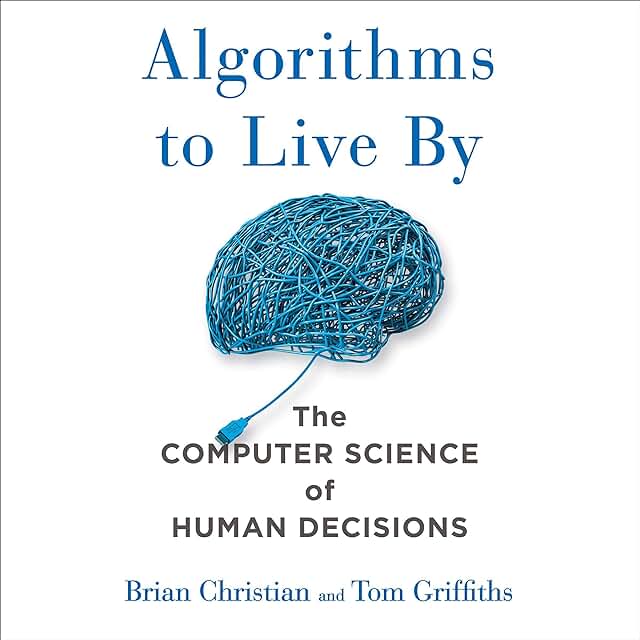 Algorithms
to Live By
The
COMPUTER SCIENCE
of
HUMAN DECISIONS
Brian Christian and Tom Griffiths